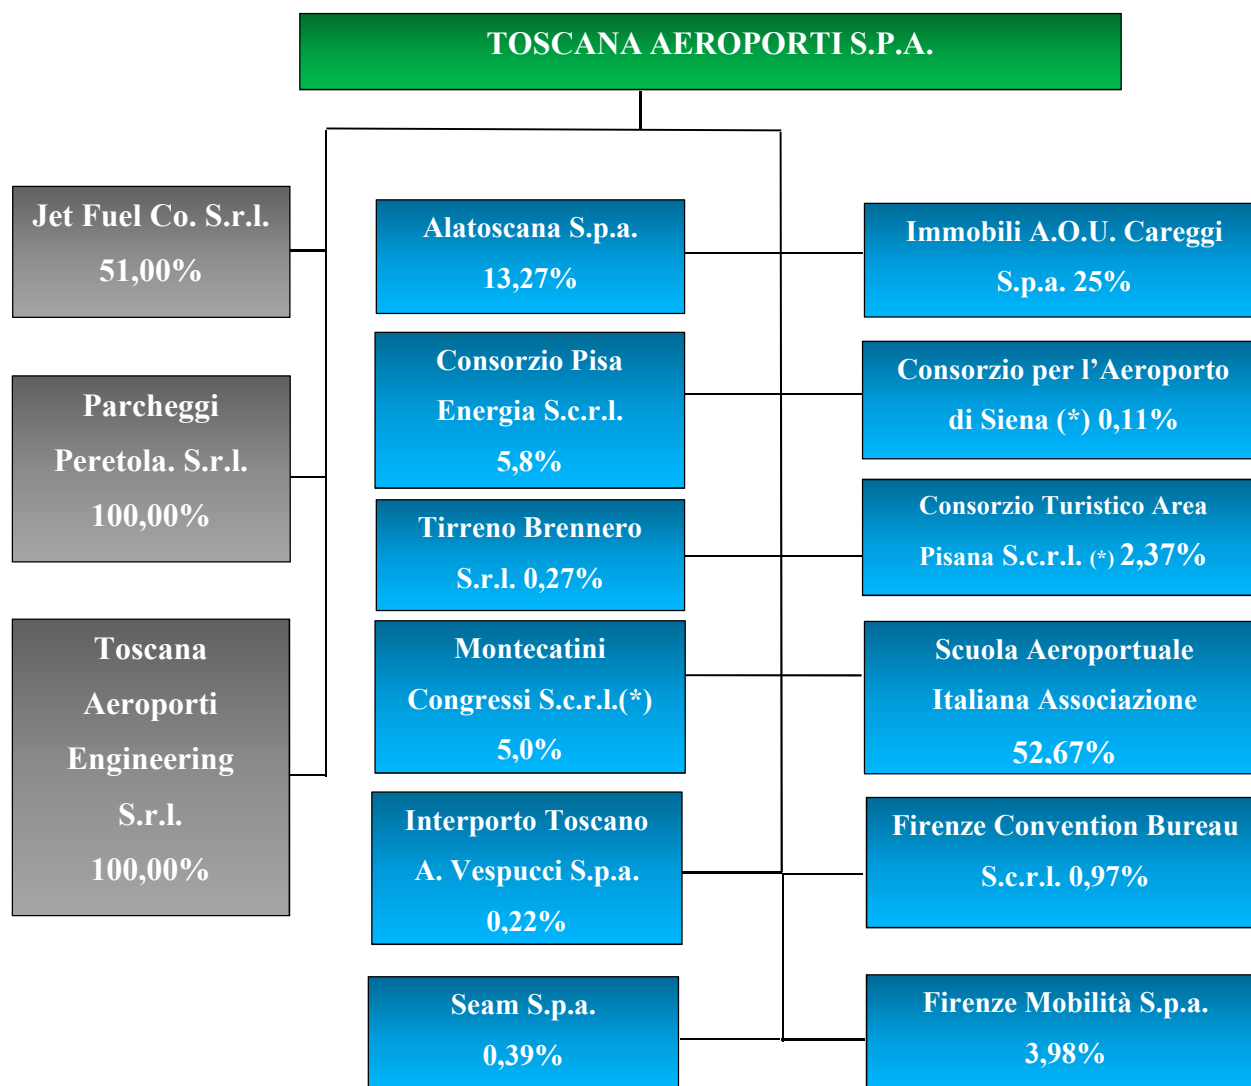 TOSCANA AEROPORTI S.P.A.
Jet Fuel Co. S.r.l.
51,00%
Parcheggi
Peretola. S.r.l.
100,00%
Toscana
Aeroporti
Engineering
S.r.l.
100,00%
Alatoscana S.p.a.
13,27%
Consorzio Pisa
Energia S.c.r.l.
5,8%
Tirreno Brennero
S.r.l. 0,27%
Montecatini
Congressi S.c.r.l.(*)
5,0%
Interporto Toscano
A. Vespucci S.p.a.
0,22%
Seam S.p.a.
0,39%
Immobili A.O.U. Careggi
S.p.a. 25%
Consorzio per l’Aeroporto
di Siena (*) 0,11%
Consorzio Turistico Area
Pisana S.c.r.l. (*) 2,37%
Scuola Aeroportuale
Italiana Associazione
52,67%
Firenze Convention Bureau
S.c.r.l. 0,97%
Firenze Mobilità S.p.a.
3,98%